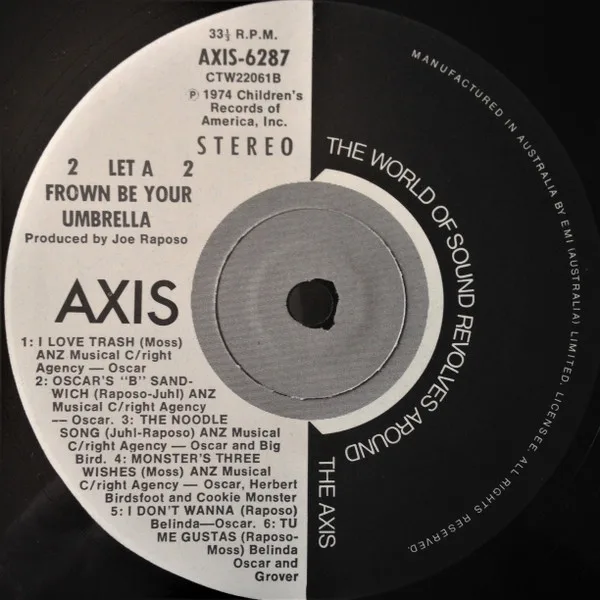 33⅓ R.P.M.
AXIS-6287
CTW22061B
℗ 1974 Children's
Records of
America, Inc.
STEREO
2 LET A 2
FROWN BE YOUR
UMBRELLA
Produced by Joe Raposo
AXIS
1: I LOVE TRASH (Moss)
ANZ Musical C/right
Agency — Oscar
2: OSCAR'S "B" SAND-
WICH (Raposo-Juhl) ANZ
Musical C/right Agency
— Oscar. 3: THE NOODLE
SONG (Juhl-Raposo) ANZ Musical
C/right Agency — Oscar and Big
Bird. 4: MONSTER'S THREE
WISHES (Moss) ANZ Musical
C/right Agency — Oscar, Herbert
Birdsfoot and Cookie Monster
5: I DON'T WANNA (Raposo)
Belinda—Oscar. 6: TU
ME GUSTAS (Raposo-
Moss) Belinda
Oscar and
Grover
THE WORLD OF SOUND REVOLVES AROUND
THE AXIS
MANUFACTURED IN AUSTRALIA BY EMI (AUSTRALIA) LIMITED. LICENSEE. ALL RIGHTS RESERVED.